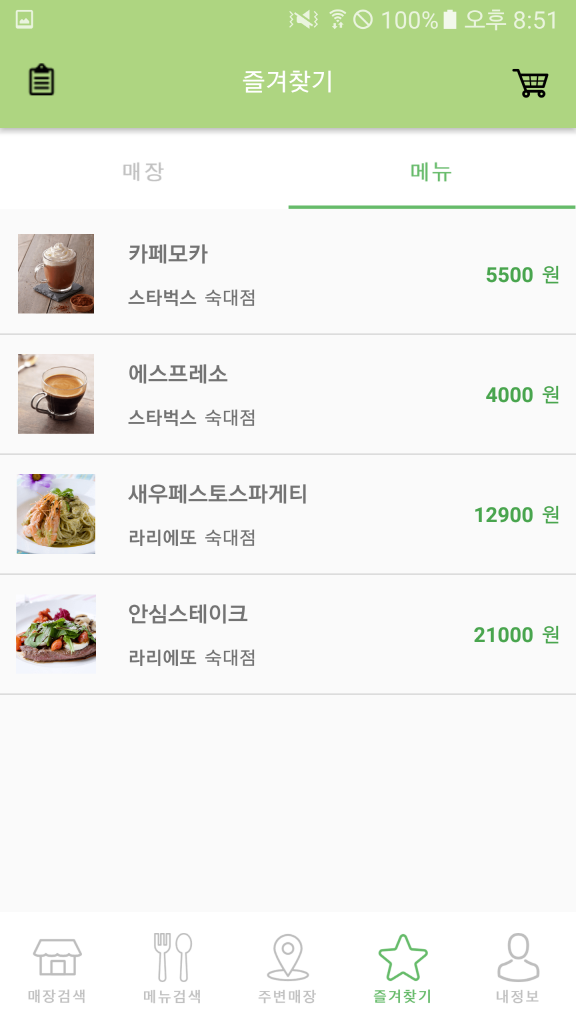 100% 오후 8:51
즐겨찾기
매장 메뉴
카페모카
스타벅스 숙대점
5500 원
에스프레소
스타벅스 숙대점
4000 원
새우페스토스파게티
라리에또 숙대점
12900 원
안심스테이크
라리에또 숙대점
21000 원
매장검색 메뉴검색 주변매장 즐겨찾기 내정보